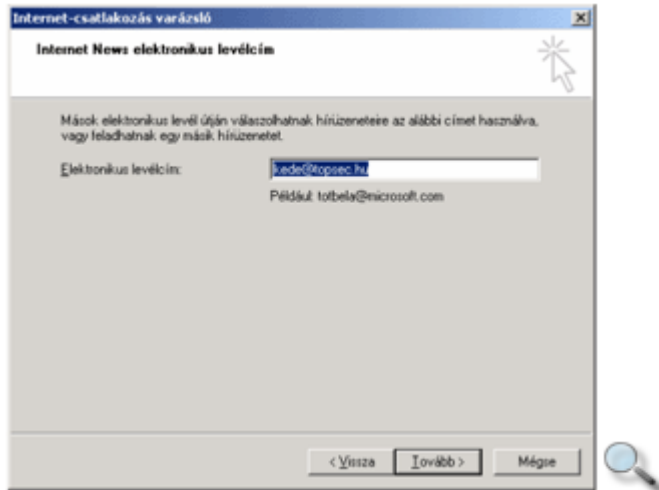 Internet-csatlakozás varázsló
Internet News elektronikus levélcím
Mások elektronikus levél útján válaszolhatnak hírüzeneteire az alábbi címet használva,
vagy feladhatnak egy másik hírüzenetet.
Elektronikus levélcím:
kede@topsec.hu
Például: totbela@microsoft.com
< Vissza
Tovább >
Mégse